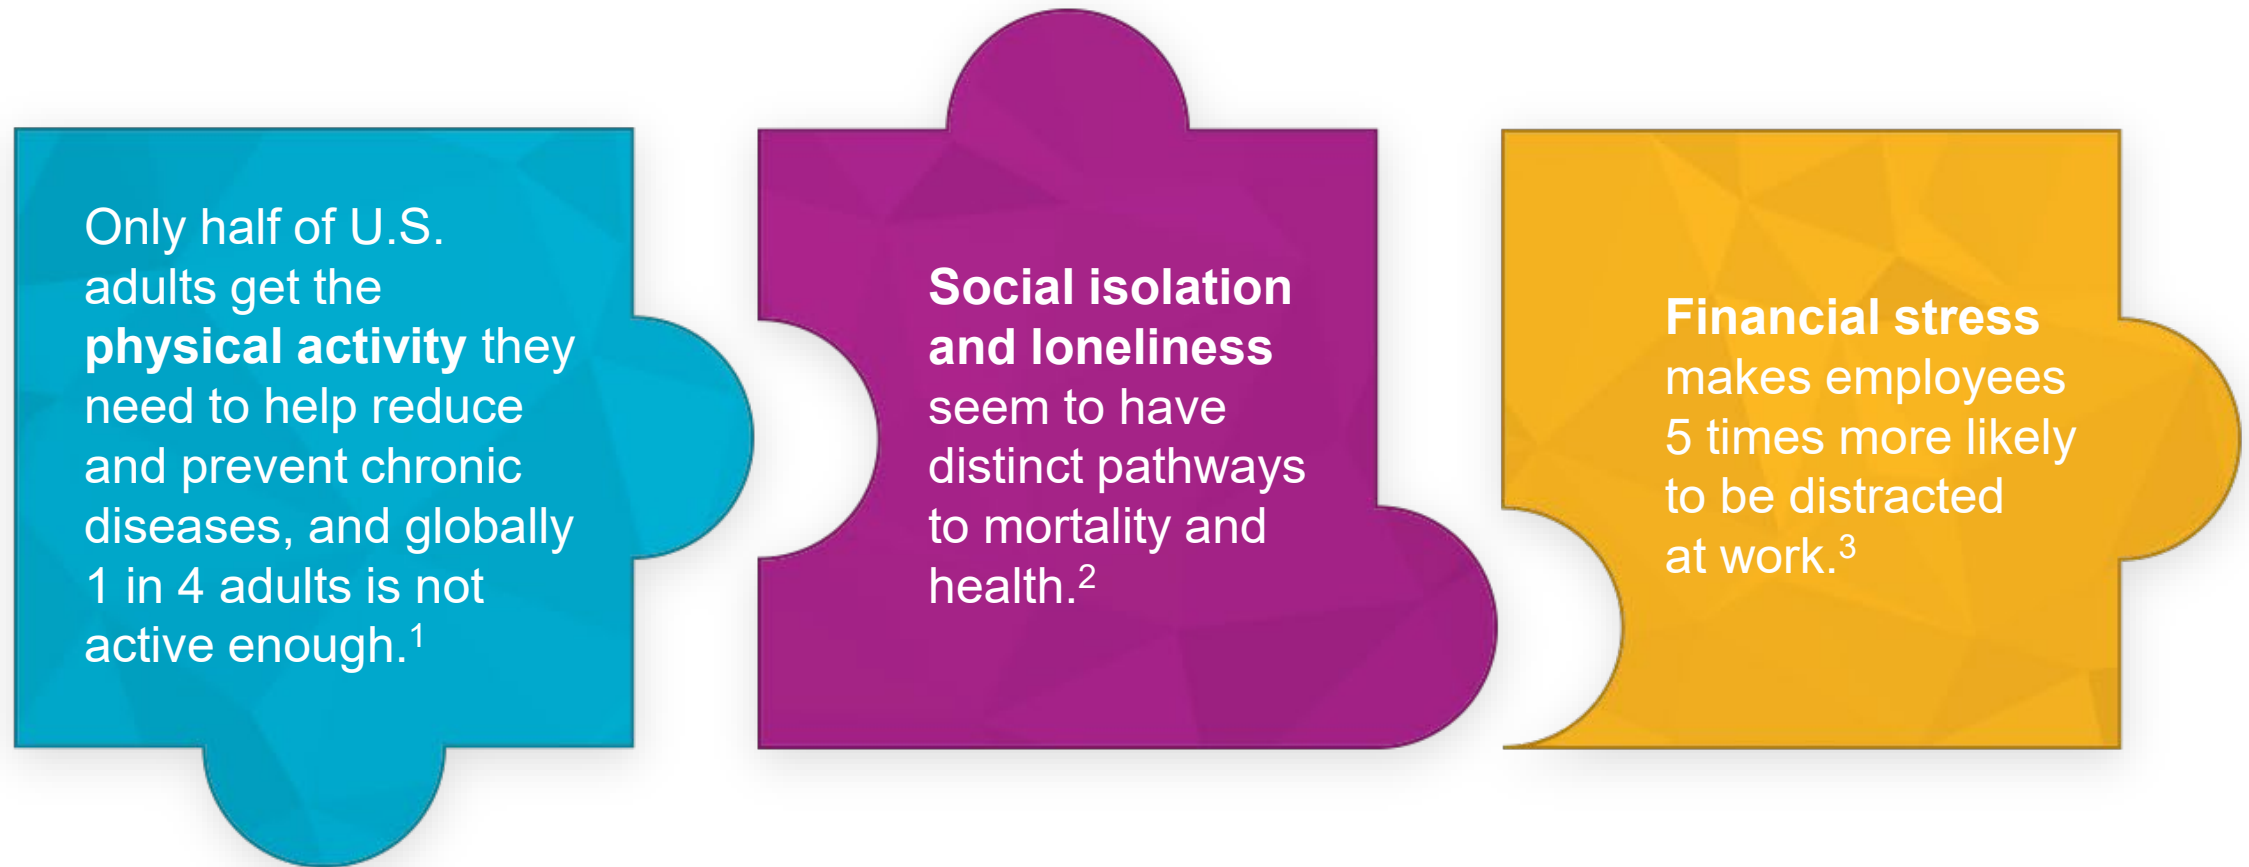 Only half of U.S.
adults get the
physical activity they
need to help reduce
and prevent chronic
diseases, and globally
1 in 4 adults is not
active enough.¹
Social isolation
and loneliness
seem to have
distinct pathways
to mortality and
health.²
Financial stress
makes employees
5 times more likely
to be distracted
at work.³